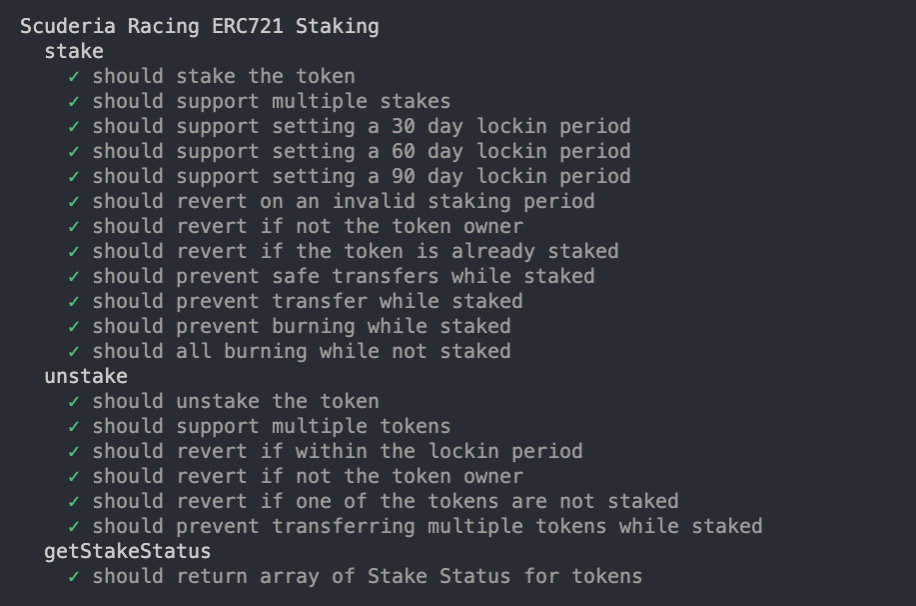 Scuderia Racing ERC721 Staking
stake
✓ should stake the token
✓ should support multiple stakes
✓ should support setting a 30 day lockin period
✓ should support setting a 60 day lockin period
✓ should support setting a 90 day lockin period
✓ should revert on an invalid staking period
✓ should revert if not the token owner
✓ should revert if the token is already staked
✓ should prevent safe transfers while staked
✓ should prevent transfer while staked
✓ should prevent burning while staked
✓ should all burning while not staked
unstake
✓ should unstake the token
✓ should support multiple tokens
✓ should revert if within the lockin period
✓ should revert if not the token owner
✓ should revert if one of the tokens are not staked
✓ should prevent transferring multiple tokens while staked
getStakeStatus
✓ should return array of Stake Status for tokens